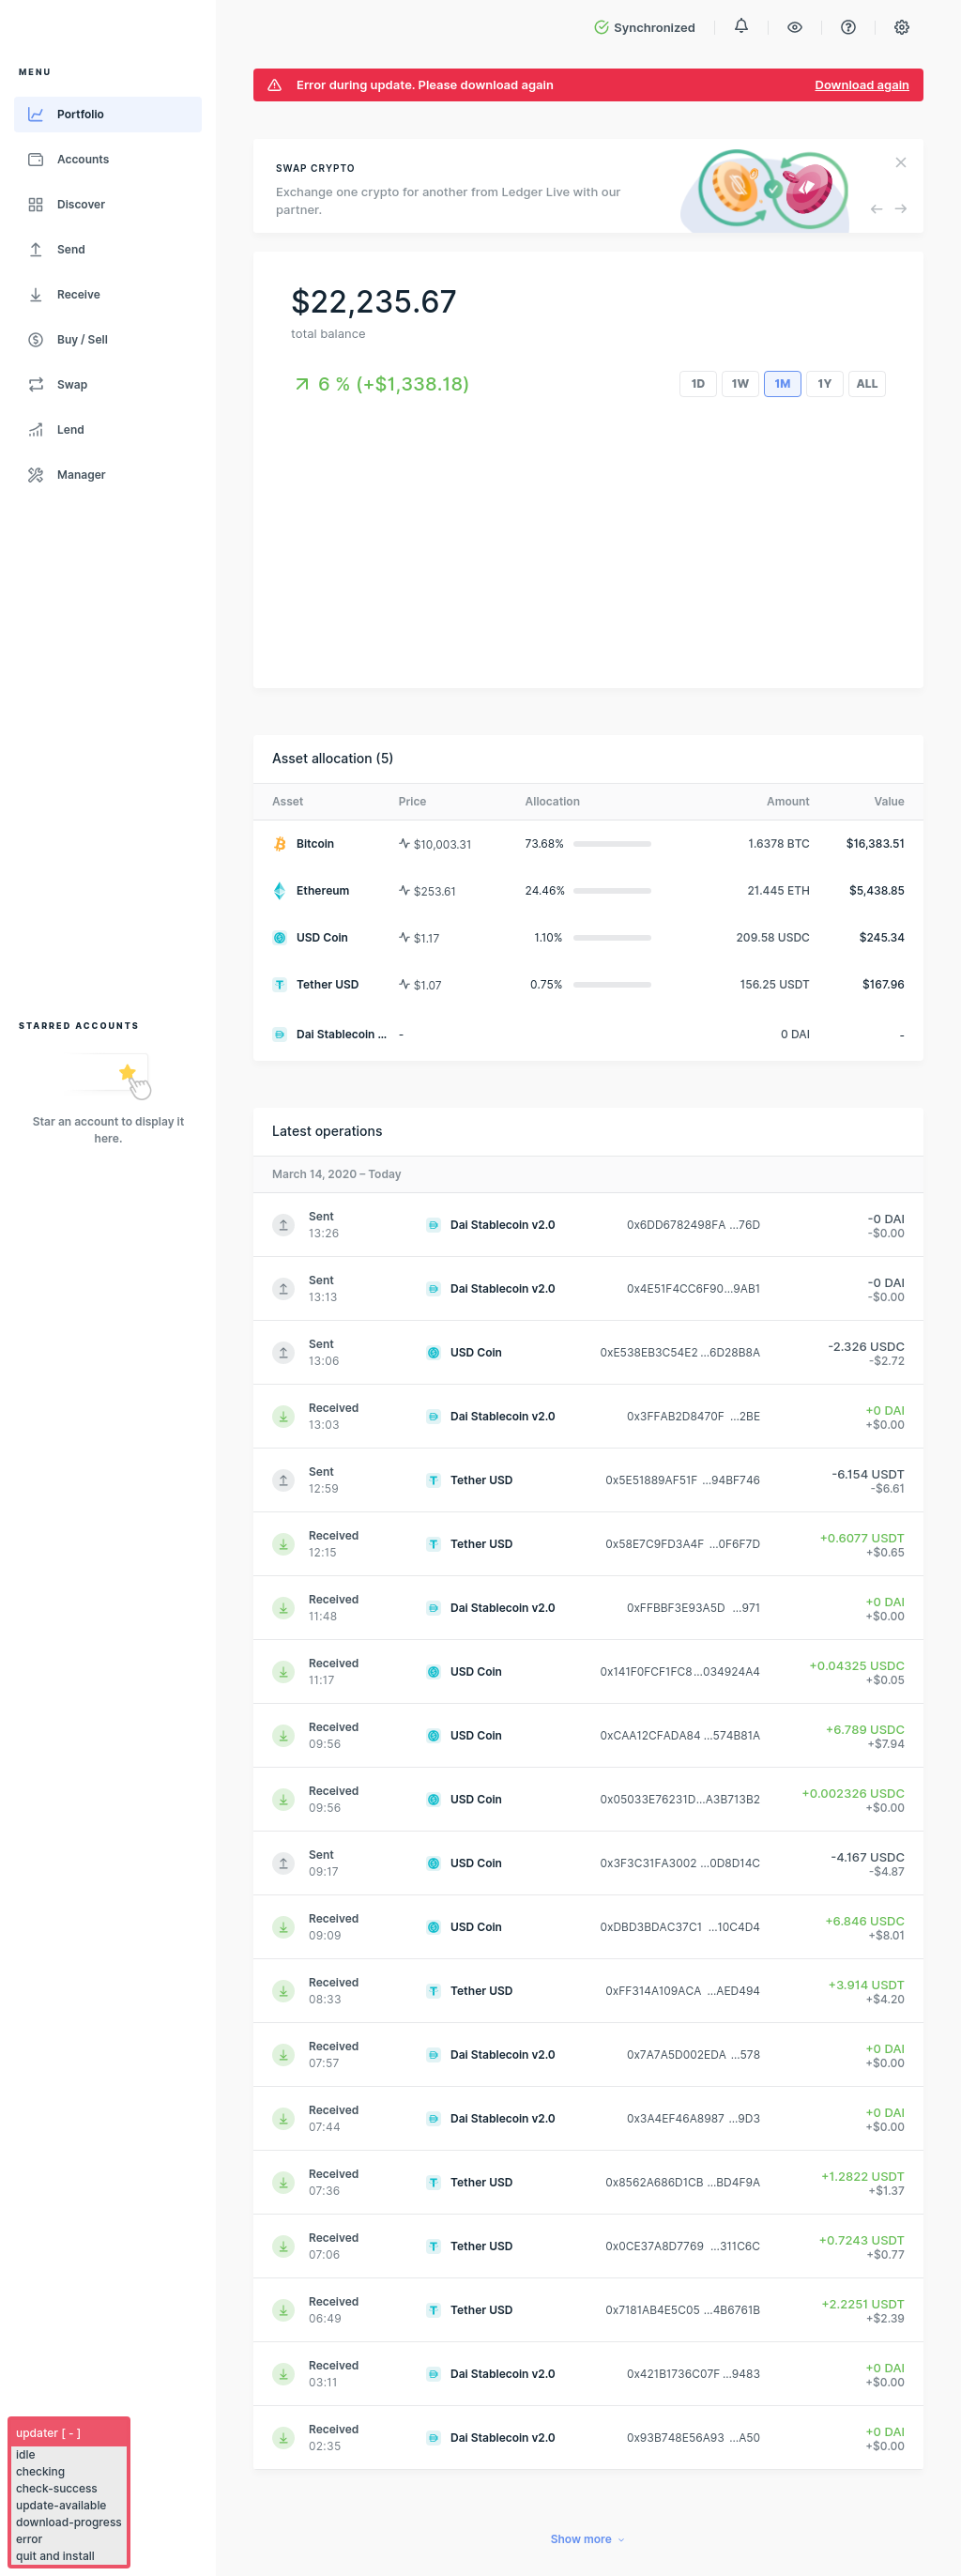 Synchronized
MENU
Error during update. Please download again
Download again
Portfolio
Accounts
Discover
Send
Receive
Buy / Sell
Swap
Lend
Manager
SWAP CRYPTO
Exchange one crypto for another from Ledger Live with our
partner.
$22,235.67
total balance
6 % (+$1,338.18)
1D 1W 1M 1Y ALL
Asset allocation (5)
Asset Price Allocation Amount Value
Bitcoin $10,003.31 73.68% 1.6378 BTC $16,383.51
Ethereum $253.61 24.46% 21.445 ETH $5,438.85
USD Coin $1.17 1.10% 209.58 USDC $245.34
Tether USD $1.07 0.75% 156.25 USDT $167.96
Dai Stablecoin ... - 0 DAI -
STARRED ACCOUNTS
Star an account to display it
here.
Latest operations
March 14, 2020 – Today
Sent
13:26
Dai Stablecoin v2.0
0x6DD6782498FA ...76D
-0 DAI
-$0.00
Sent
13:13
Dai Stablecoin v2.0
0x4E51F4CC6F90...9AB1
-0 DAI
-$0.00
Sent
13:06
USD Coin
0xE538EB3C54E2 ...6D28B8A
-2.326 USDC
-$2.72
Received
13:03
Dai Stablecoin v2.0
0x3FFAB2D8470F ...2BE
+0 DAI
+$0.00
Sent
12:59
Tether USD
0x5E51889AF51F ...94BF746
-6.154 USDT
-$6.61
Received
12:15
Tether USD
0x58E7C9FD3A4F ...0F6F7D
+0.6077 USDT
+$0.65
Received
11:48
Dai Stablecoin v2.0
0xFFBBF3E93A5D ...971
+0 DAI
+$0.00
Received
11:17
USD Coin
0x141F0FCF1FC8...034924A4
+0.04325 USDC
+$0.05
Received
09:56
USD Coin
0xCAA12CFADA84 ...574B81A
+6.789 USDC
+$7.94
Received
09:56
USD Coin
0x05033E76231D...A3B713B2
+0.002326 USDC
+$0.00
Sent
09:17
USD Coin
0x3F3C31FA3002 ...0D8D14C
-4.167 USDC
-$4.87
Received
09:09
USD Coin
0xDBD3BDAC37C1 ...10C4D4
+6.846 USDC
+$8.01
Received
08:33
Tether USD
0xFF314A109ACA ...AED494
+3.914 USDT
+$4.20
Received
07:57
Dai Stablecoin v2.0
0x7A7A5D002EDA ...578
+0 DAI
+$0.00
Received
07:44
Dai Stablecoin v2.0
0x3A4EF46A8987 ...9D3
+0 DAI
+$0.00
Received
07:36
Tether USD
0x8562A686D1CB ...BD4F9A
+1.2822 USDT
+$1.37
Received
07:06
Tether USD
0x0CE37A8D7769 ...311C6C
+0.7243 USDT
+$0.77
Received
06:49
Tether USD
0x7181AB4E5C05 ...4B6761B
+2.2251 USDT
+$2.39
Received
03:11
Dai Stablecoin v2.0
0x421B1736C07F ...9483
+0 DAI
+$0.00
Received
02:35
Dai Stablecoin v2.0
0x93B748E56A93 ...A50
+0 DAI
+$0.00
updater [ - ]
idle
checking
check-success
update-available
download-progress
error
quit and install
Show more